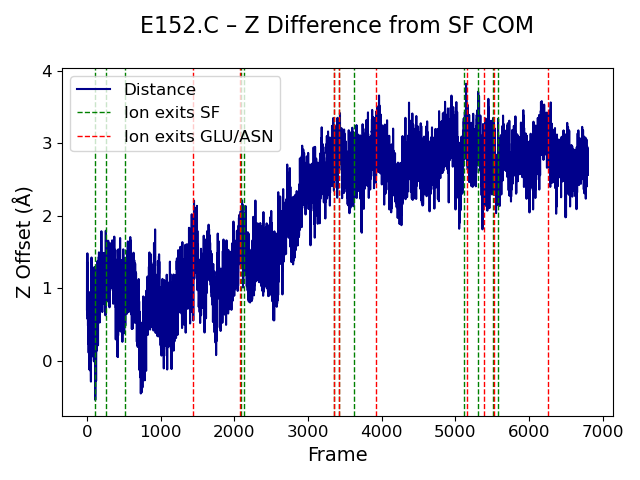 E152.C – Z Difference from SF COM
4
3
2
1
0
Z Offset (Å)
Distance
Ion exits SF
Ion exits GLU/ASN
0 1000 2000 3000 4000 5000 6000 7000
Frame